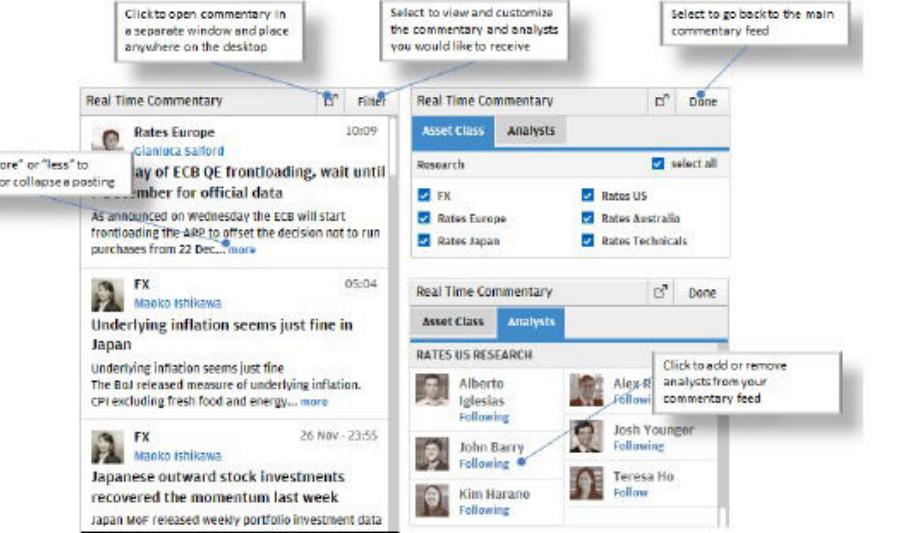 Click to open commentary in
a separate window and place
anywhere on the desktop
Select to view and customize
the commentary and analysts
you would like to receive
Select to go back to the main
commentary feed
Real Time Commentary
Filter
Rates Europe
10:09
Gianluca Salford
ore" or "less" to
or collapse a posting
ay of ECB QE frontloading, wait until
ember for official data
As announced on Wednesday the ECB will start
frontloading the APP to offset the decision not to run
purchases from 22 Dec... more
FX
05:04
Maoko Ishikawa
Underlying inflation seems just fine in
Japan
Underlying inflation seems just fine
The BoJ released measure of underlying inflation.
CPI excluding fresh food and energy... more
FX
26 Nov - 23:55
Maoko Ishikawa
Japanese outward stock investments
recovered the momentum last week
Japan MoF released weekly portfolio investment data
Real Time Commentary
Done
Asset Class
Analysts
Research
select all
FX
Rates US
Rates Europe
Rates Australia
Rates Japan
Rates Technicals
Real Time Commentary
Done
Asset Class
Analysts
RATES US RESEARCH
Click to add or remove
analysts from your
commentary feed
Alberto
Iglesias
Following
Alex R
Followi
John Barry
Following
Josh Younger
Following
Kim Harano
Following
Teresa Ho
Follow